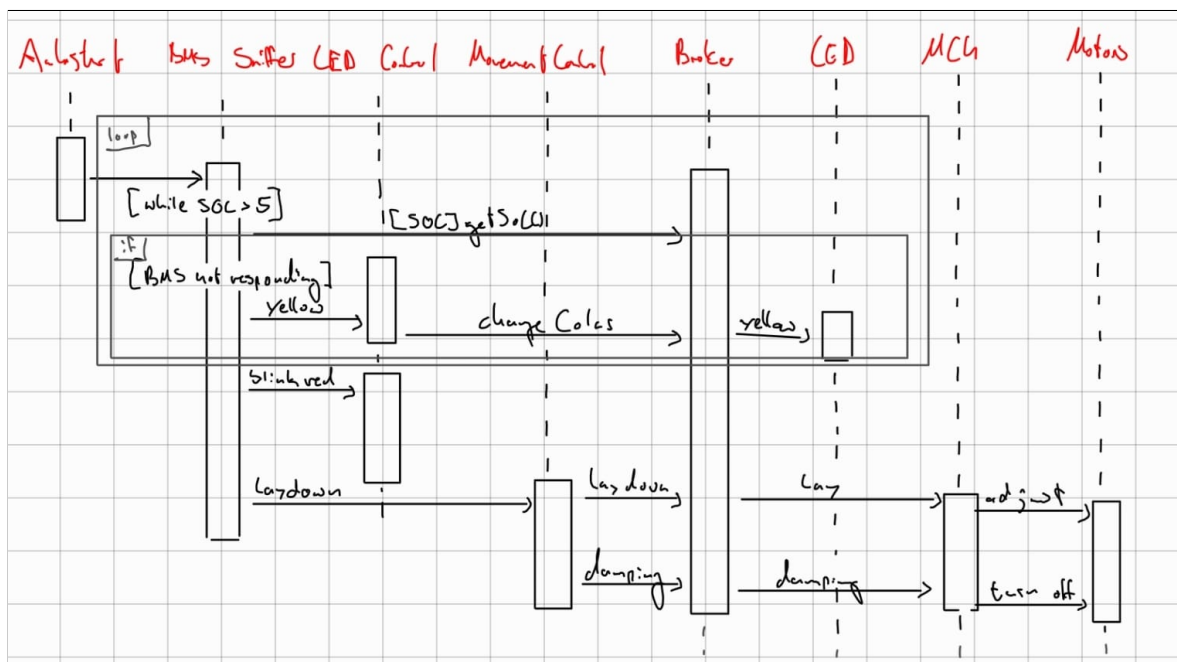 Autostart BMS Sniffer LED Control Movement Control Broker LED MCU Motors
loop
[while SOC > 5]
[SOC] getSoC()
if
[BMS not responding]
yellow
change Color
yellow
blink red
Laydown
Lay down
Lay
adjust
damping
damping
turn off